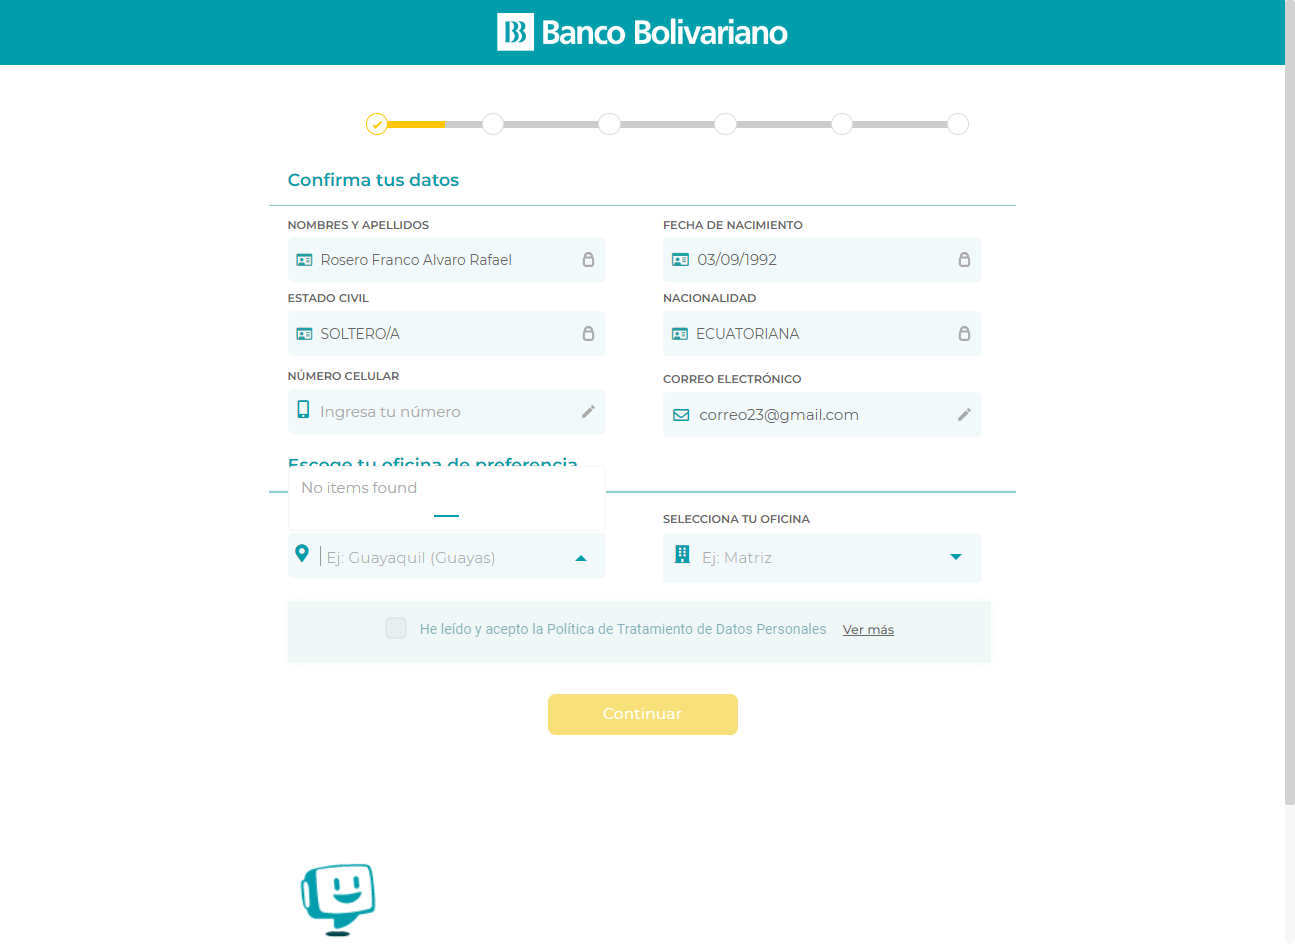 Banco Bolivariano
Confirma tus datos
NOMBRES Y APELLIDOS
FECHA DE NACIMIENTO
Rosero Franco Alvaro Rafael
03/09/1992
ESTADO CIVIL
NACIONALIDAD
SOLTERO/A
ECUATORIANA
NÚMERO CELULAR
CORREO ELECTRÓNICO
Ingresa tu número
correo23@gmail.com
Escoge tu oficina de preferencia
No items found
SELECCIONA TU OFICINA
Ej: Guayaquil (Guayas)
Ej: Matriz
He leído y acepto la Política de Tratamiento de Datos Personales Ver más
Continuar